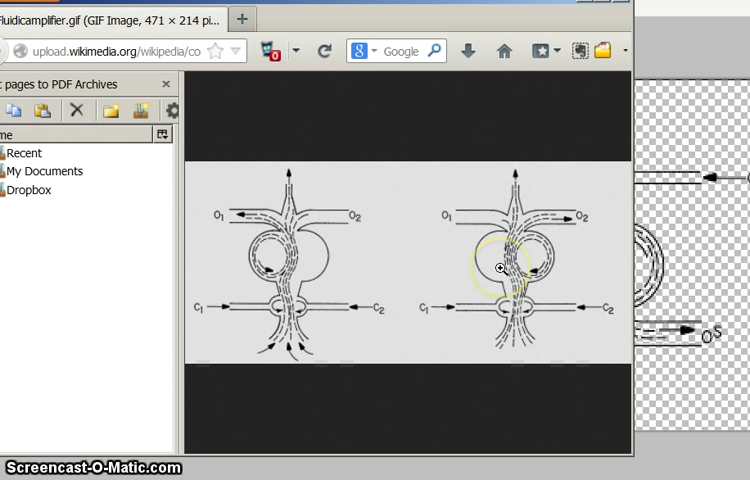 Fluidicamplifier.gif (GIF Image, 471 × 214 pi...
upload.wikimedia.org/wikipedia/co
0
Google
t pages to PDF Archives
me
Recent
My Documents
Dropbox
O1 O2 O1 O2
C1 C2 C1 C2
Screencast-O-Matic.com